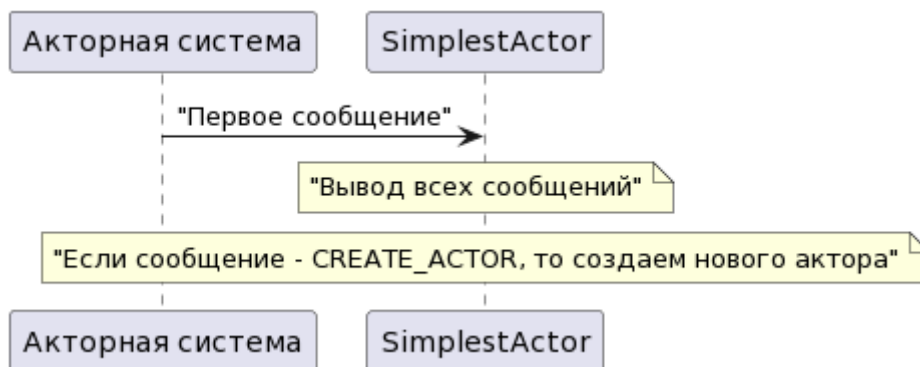 Акторная система SimplestActor
"Первое сообщение"
"Вывод всех сообщений"
"Если сообщение - CREATE_ACTOR, то создаем нового актора"
Акторная система SimplestActor